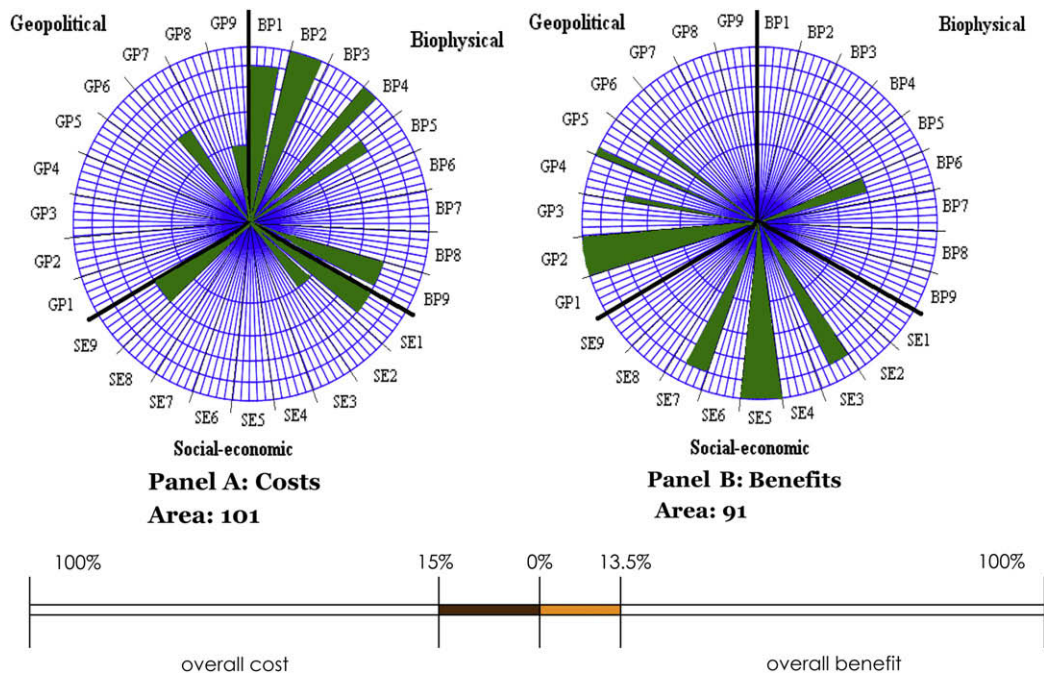 Geopolitical
Biophysical
GP9
BP1
BP2
BP3
BP4
BP5
BP6
BP7
BP8
BP9
SE1
SE2
SE3
SE4
SE5
SE6
SE7
SE8
SE9
GP1
GP2
GP3
GP4
GP5
GP6
GP7
GP8
Social-economic
Panel A: Costs
Area: 101
Geopolitical
Biophysical
GP9
BP1
BP2
BP3
BP4
BP5
BP6
BP7
BP8
BP9
SE1
SE2
SE3
SE4
SE5
SE6
SE7
SE8
SE9
GP1
GP2
GP3
GP4
GP5
GP6
GP7
GP8
Social-economic
Panel B: Benefits
Area: 91
100% 15% 0% 13.5% 100%
overall cost overall benefit